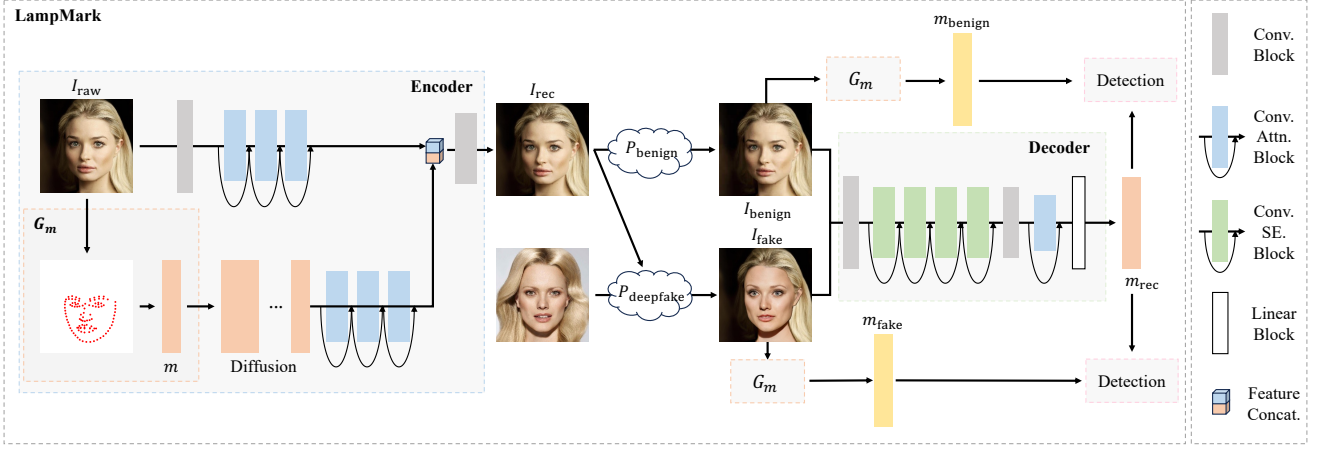 LampMark
Encoder
I_raw
G_m
m
...
Diffusion
I_rec
P_benign
P_deepfake
I_benign
I_fake
G_m
m_benign
Detection
Decoder
m_rec
G_m
m_fake
Detection
Conv.
Block
Conv.
Attn.
Block
Conv.
SE.
Block
Linear
Block
Feature
Concat.